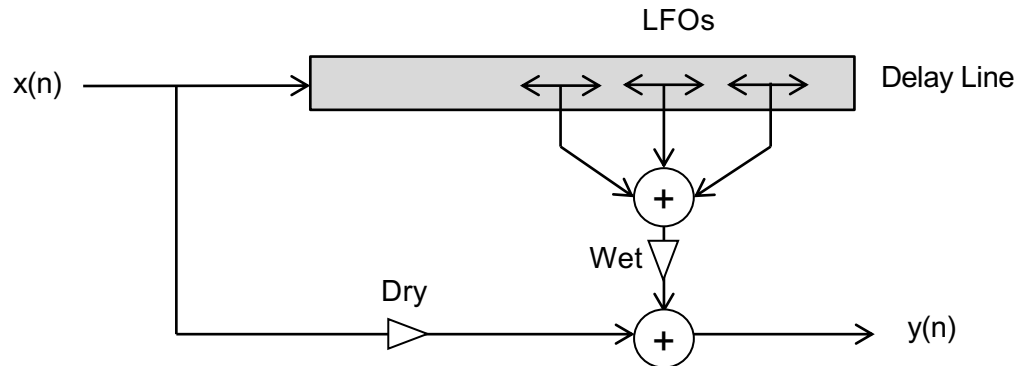 LFOs
x(n)
Delay Line
+
Wet
Dry
+
y(n)